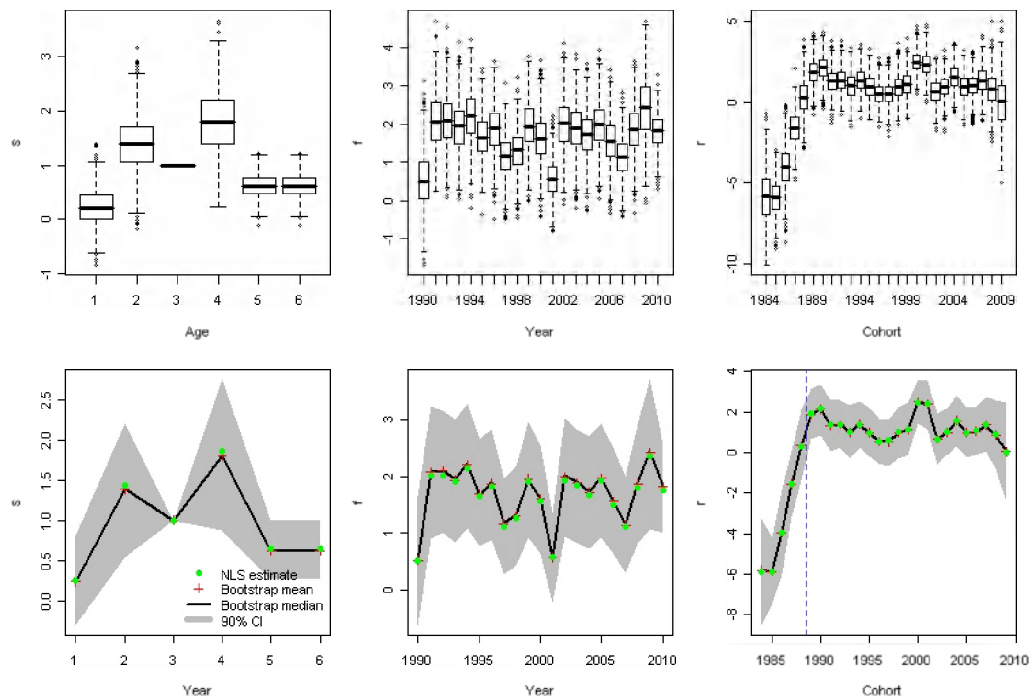 s
3
2
1
0
-1
1 2 3 4 5 6
Age
f
4
3
2
1
0
-1
1990 1994 1998 2002 2006 2010
Year
r
5
0
-5
-10
1984 1989 1994 1999 2004 2009
Cohort
s
2.5
2.0
1.5
1.0
0.5
0.0
NLS estimate
Bootstrap mean
Bootstrap median
90% CI
1 2 3 4 5 6
Year
f
3
2
1
0
1990 1995 2000 2005 2010
Year
r
4
2
0
-2
-4
-6
-8
1985 1990 1995 2000 2005 2010
Cohort